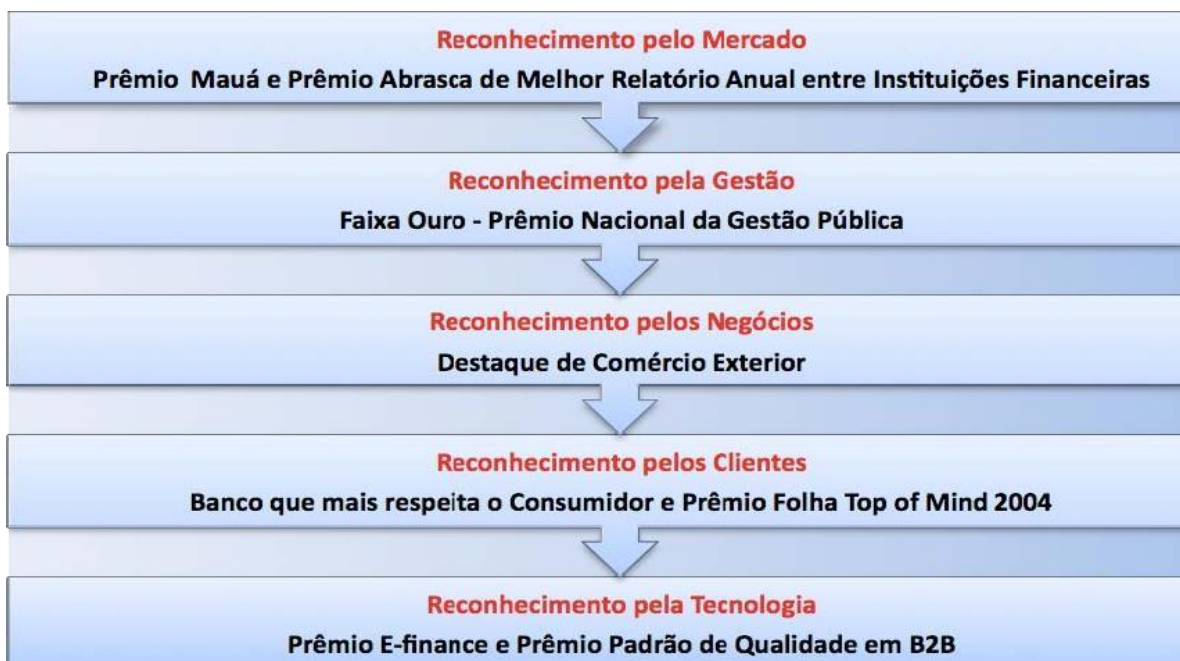 Reconhecimento pelo Mercado
Prêmio Mauá e Prêmio Abrasca de Melhor Relatório Anual entre Instituições Financeiras
Reconhecimento pela Gestão
Faixa Ouro - Prêmio Nacional da Gestão Pública
Reconhecimento pelos Negócios
Destaque de Comércio Exterior
Reconhecimento pelos Clientes
Banco que mais respeita o Consumidor e Prêmio Folha Top of Mind 2004
Reconhecimento pela Tecnologia
Prêmio E-finance e Prêmio Padrão de Qualidade em B2B